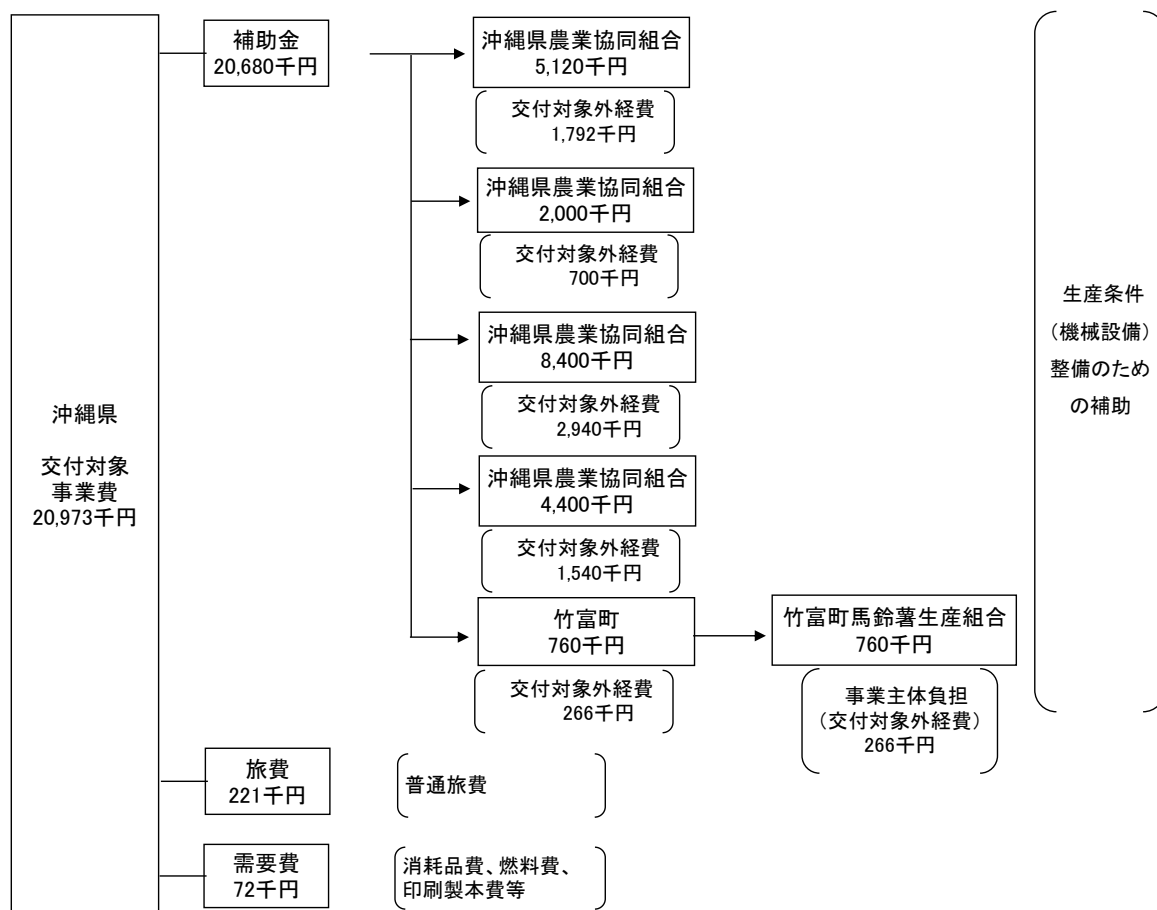 沖縄県
交付対象
事業費
20,973千円
補助金
20,680千円
沖縄県農業協同組合
5,120千円
交付対象外経費
1,792千円
沖縄県農業協同組合
2,000千円
交付対象外経費
700千円
沖縄県農業協同組合
8,400千円
交付対象外経費
2,940千円
沖縄県農業協同組合
4,400千円
交付対象外経費
1,540千円
竹富町
760千円
交付対象外経費
266千円
竹富町馬鈴薯生産組合
760千円
事業主体負担
(交付対象外経費)
266千円
生産条件
(機械設備)
整備のため
の補助
旅費
221千円
普通旅費
需要費
72千円
消耗品費、燃料費、
印刷製本費等